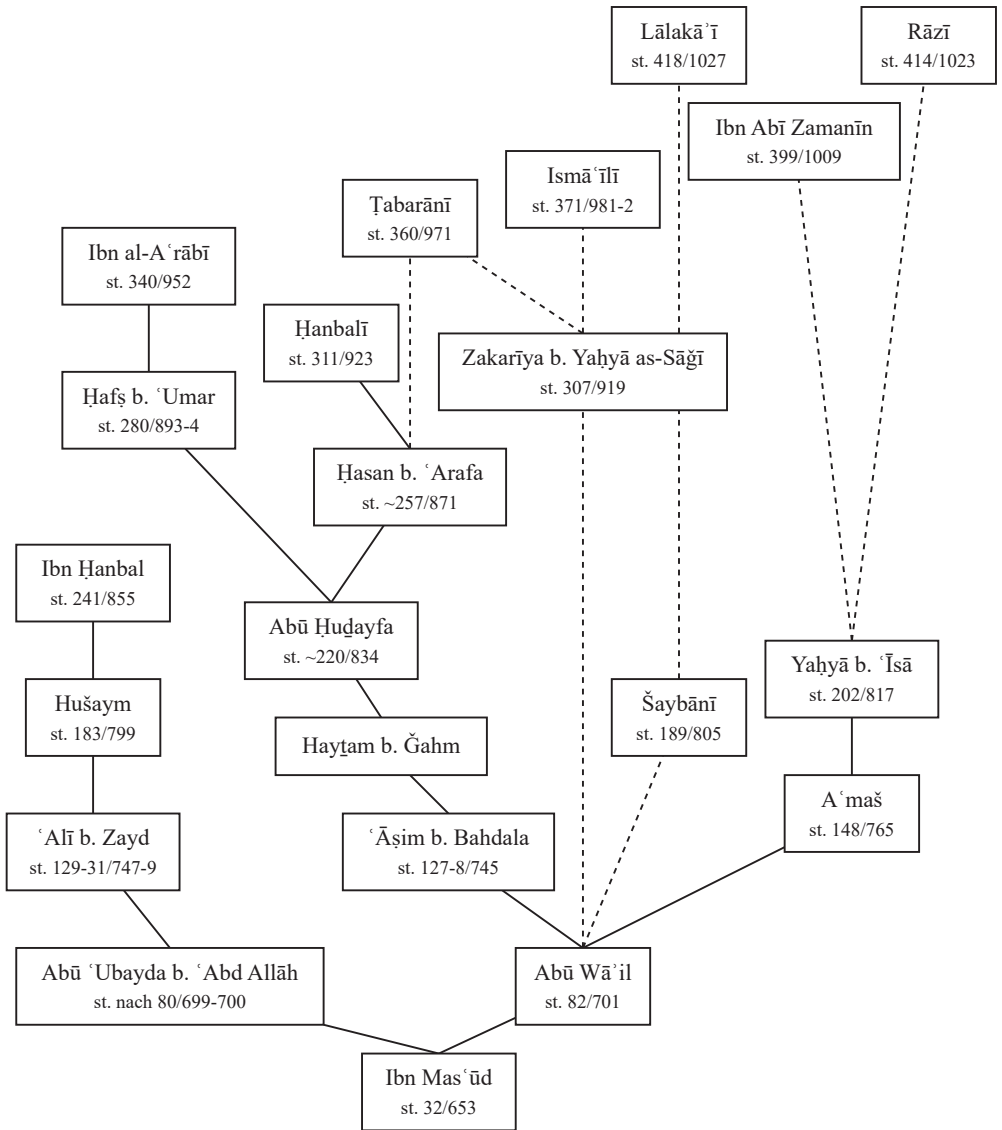 Lālakāʾī
st. 418/1027
Rāzī
st. 414/1023
Ibn Abī Zamanīn
st. 399/1009
Ismāʿīlī
st. 371/981-2
Ṭabarānī
st. 360/971
Ibn al-Aʿrābī
st. 340/952
Ḥanbalī
st. 311/923
Zakarīya b. Yaḥyā as-Sāǧī
st. 307/919
Ḥafṣ b. ʿUmar
st. 280/893-4
Ḥasan b. ʿArafa
st. ~257/871
Ibn Ḥanbal
st. 241/855
Abū Ḥuḏayfa
st. ~220/834
Yaḥyā b. ʿĪsā
st. 202/817
Hušaym
st. 183/799
Šaybānī
st. 189/805
Hayṯam b. Ǧahm
Aʿmaš
st. 148/765
ʿAlī b. Zayd
st. 129-31/747-9
ʿĀṣim b. Bahdala
st. 127-8/745
Abū ʿUbayda b. ʿAbd Allāh
st. nach 80/699-700
Abū Wāʾil
st. 82/701
Ibn Masʿūd
st. 32/653